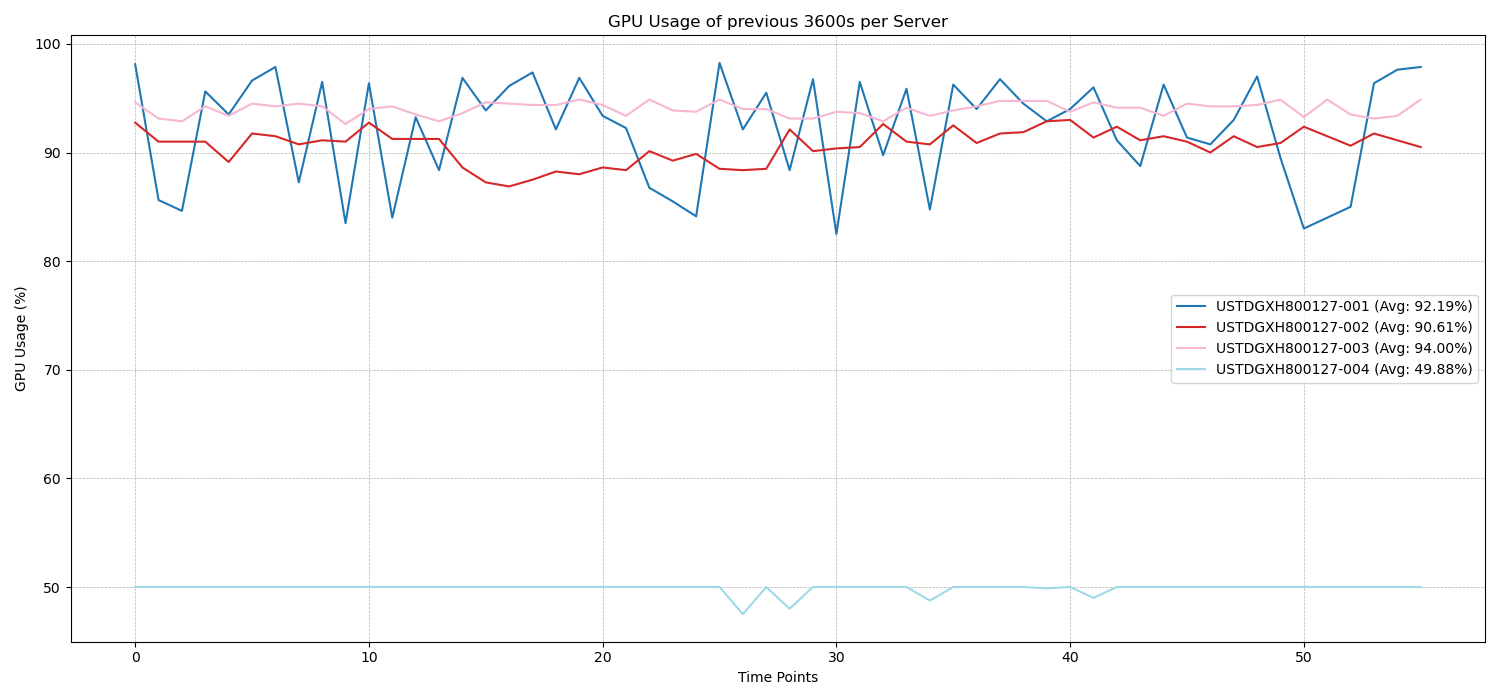 GPU Usage of previous 3600s per Server
GPU Usage (%)
100
90
80
70
60
50
USTDGXH800127-001 (Avg: 92.19%)
USTDGXH800127-002 (Avg: 90.61%)
USTDGXH800127-003 (Avg: 94.00%)
USTDGXH800127-004 (Avg: 49.88%)
0 10 20 30 40 50
Time Points